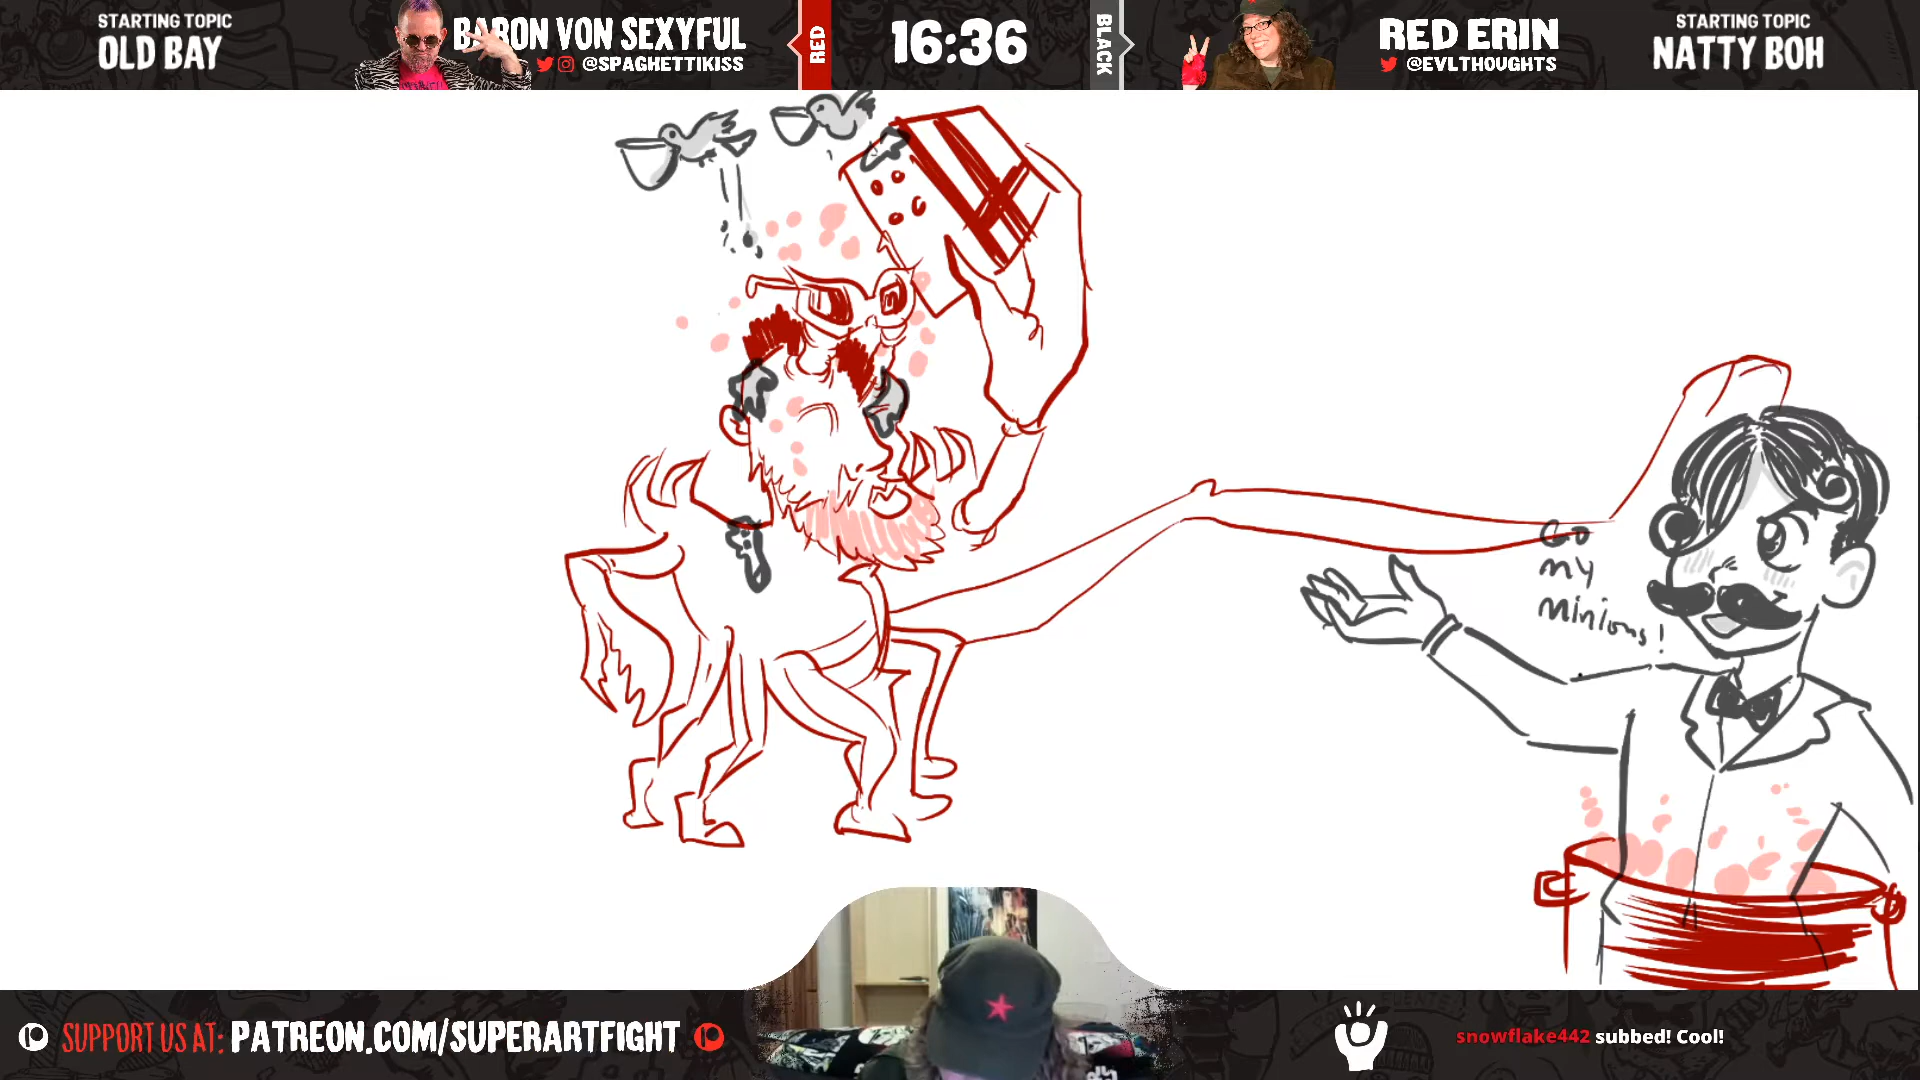 STARTING TOPIC
OLD BAY
BARON VON SEXYFUL
@SPAGHETTIKISS
RED
16:36
BLACK
RED ERIN
@EVLTHOUGHTS
STARTING TOPIC
NATTY BOH
GO
MY
MINIONS!
SUPPORT US AT: PATREON.COM/SUPERARTFIGHT
snowflake442 subbed! Cool!